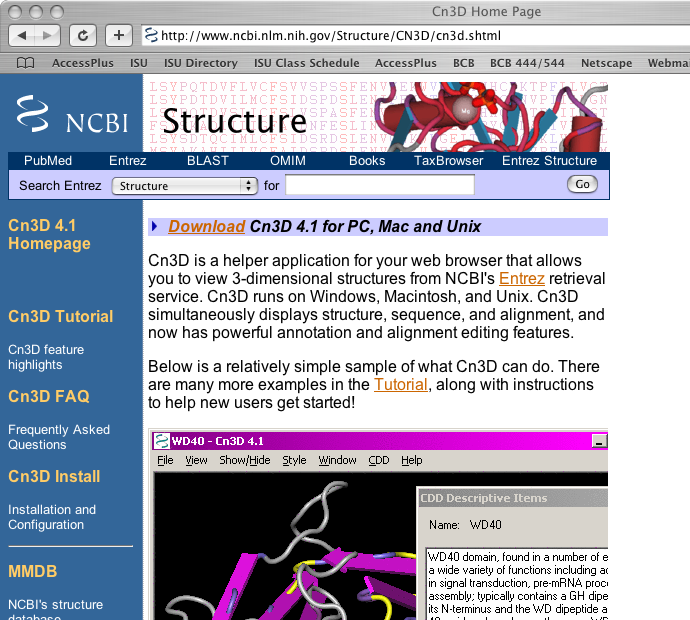 Cn3D Home Page
http://www.ncbi.nlm.nih.gov/Structure/CN3D/cn3d.shtml
AccessPlus ISU ISU Directory ISU Class Schedule AccessPlus BCB BCB 444/544 Netscape Webma
NCBI
Structure
PubMed Entrez BLAST OMIM Books TaxBrowser Entrez Structure
Search Entrez Structure for Go
Cn3D 4.1
Homepage
Cn3D Tutorial
Cn3D feature
highlights
Cn3D FAQ
Frequently Asked
Questions
Cn3D Install
Installation and
Configuration
MMDB
NCBI's structure
database
Download Cn3D 4.1 for PC, Mac and Unix
Cn3D is a helper application for your web browser that allows
you to view 3-dimensional structures from NCBI's Entrez retrieval
service. Cn3D runs on Windows, Macintosh, and Unix. Cn3D
simultaneously displays structure, sequence, and alignment, and
now has powerful annotation and alignment editing features.
Below is a relatively simple sample of what Cn3D can do. There
are many more examples in the Tutorial, along with instructions
to help new users get started!
WD40 - Cn3D 4.1
File View Show/Hide Style Window CDD Help
CDD Descriptive Items
Name: WD40
WD40 domain, found in a number of e
a wide variety of functions including ad
in signal transduction, pre-mRNA proc
assembly; typically contains a GH dipe
its N-terminus and the WD dipeptide a